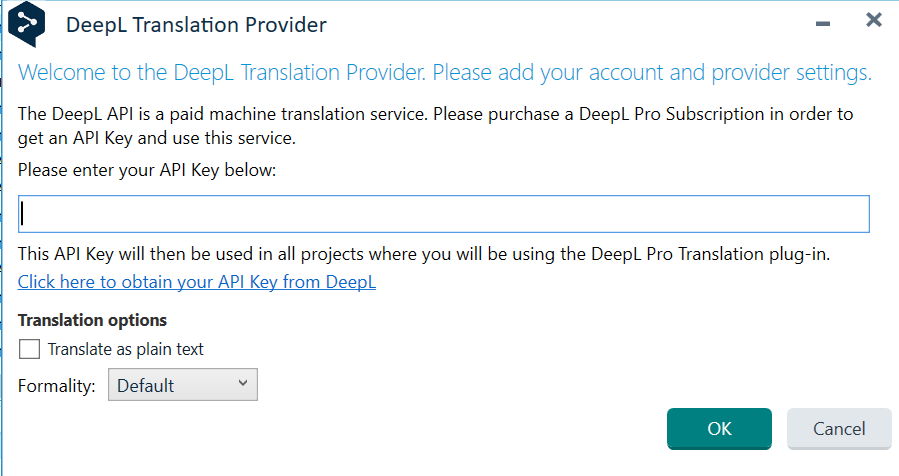 DeepL Translation Provider
Welcome to the DeepL Translation Provider. Please add your account and provider settings.
The DeepL API is a paid machine translation service. Please purchase a DeepL Pro Subscription in order to
get an API Key and use this service.
Please enter your API Key below:
This API Key will then be used in all projects where you will be using the DeepL Pro Translation plug-in.
Click here to obtain your API Key from DeepL
Translation options
Translate as plain text
Formality: Default
OK Cancel